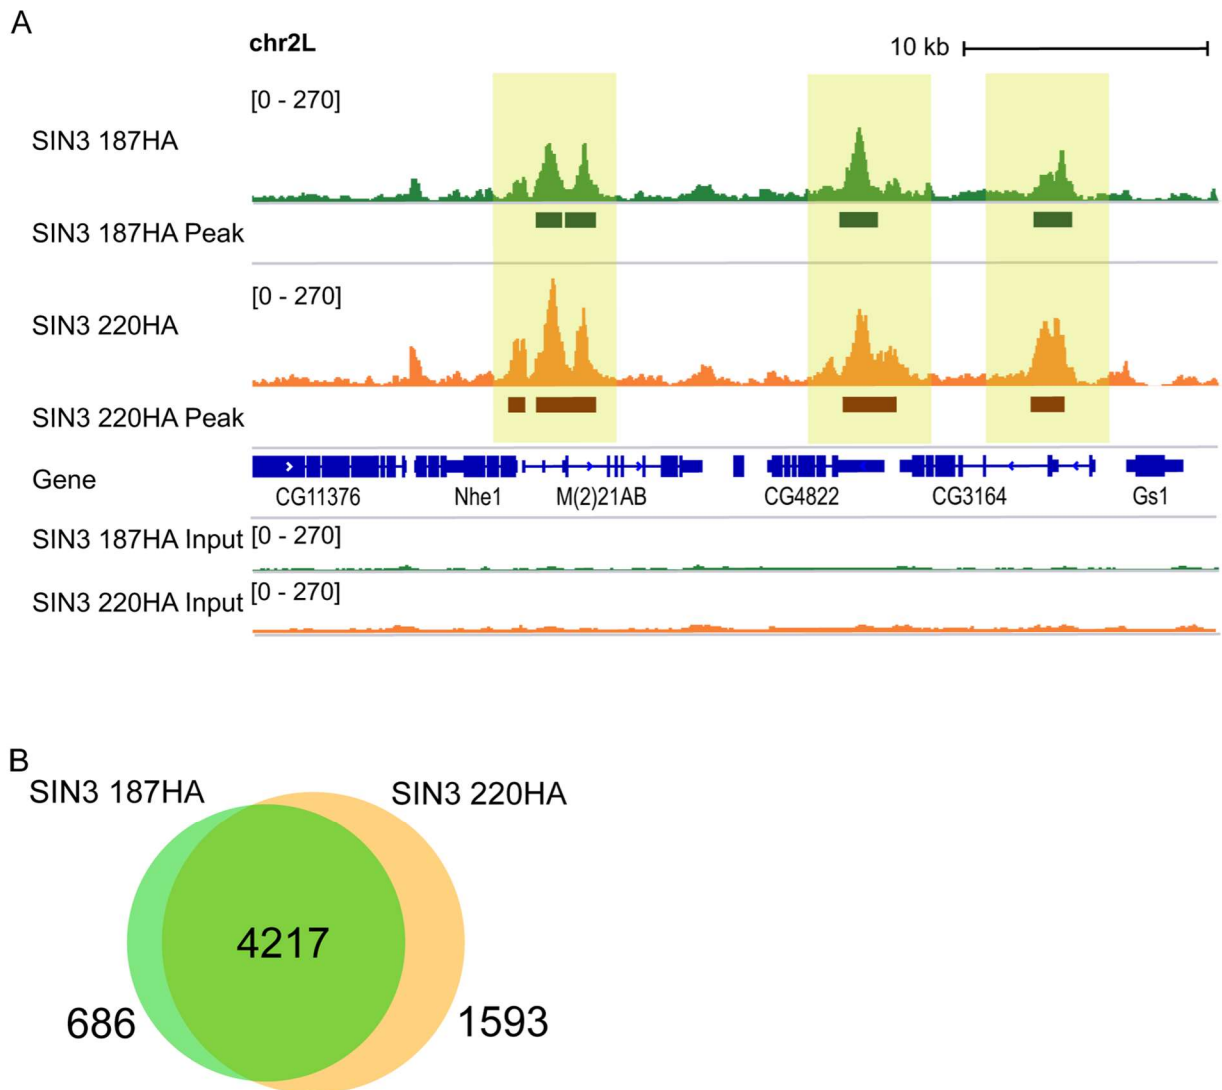 A
chr2L
10 kb
[0 - 270]
SIN3 187HA
SIN3 187HA Peak
[0 - 270]
SIN3 220HA
SIN3 220HA Peak
Gene
CG11376 Nhe1 M(2)21AB CG4822 CG3164 Gs1
SIN3 187HA Input [0 - 270]
SIN3 220HA Input [0 - 270]
B
SIN3 187HA SIN3 220HA
4217
686 1593